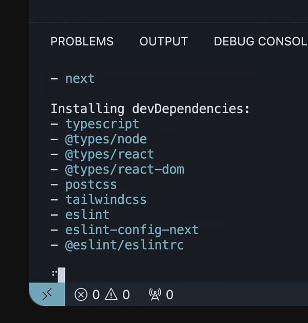 PROBLEMS OUTPUT DEBUG CONSOL
- next
Installing devDependencies:
- typescript
- @types/node
- @types/react
- @types/react-dom
- postcss
- tailwindcss
- eslint
- eslint-config-next
- @eslint/eslintrc
0 0 0